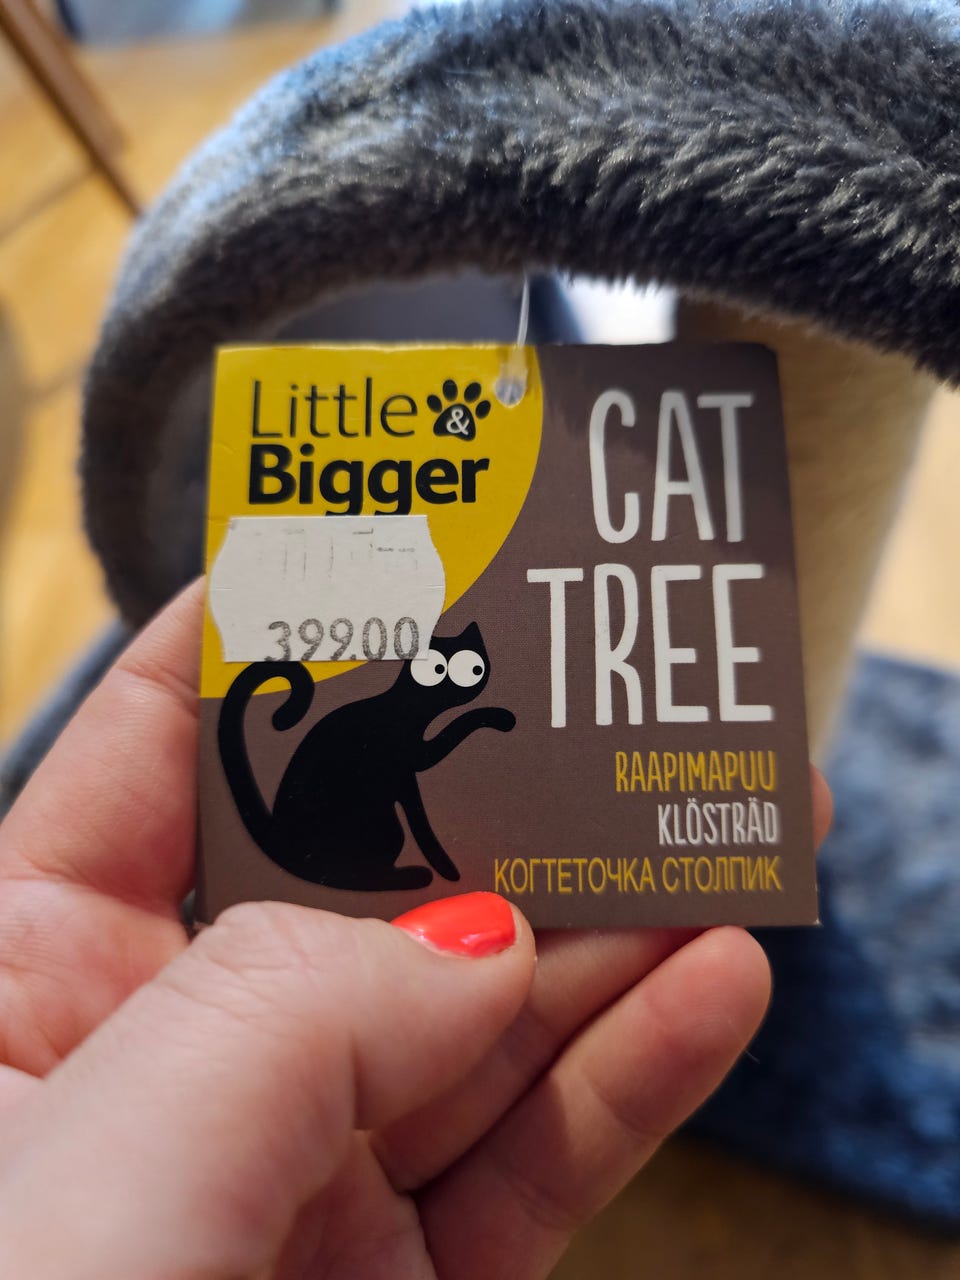 Little &
Bigger
399.00
CAT
TREE
RAAPIMAPUU
KLÖSTRÄD
КОГТЕТОЧКА СТОЛПИК